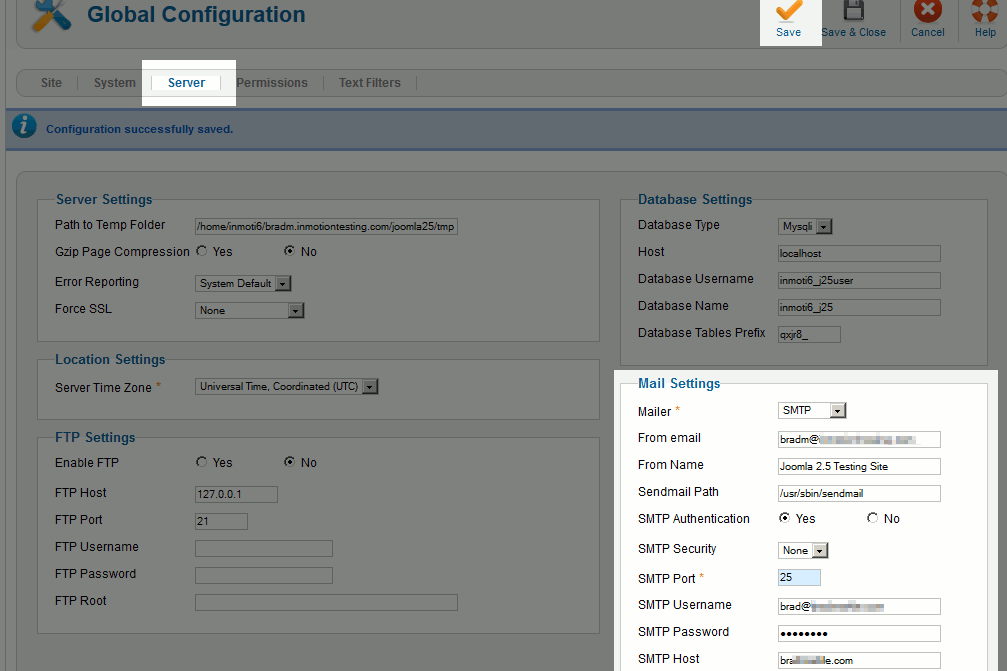 Global Configuration
Save
Save & Close
Cancel
Help
Site
System
Server
Permissions
Text Filters
Configuration successfully saved.
Server Settings
Path to Temp Folder /home/inmoti6/bradm.inmotiontesting.com/joomla25/tmp
Gzip Page Compression Yes No
Error Reporting System Default
Force SSL None
Location Settings
Server Time Zone * Universal Time, Coordinated (UTC)
FTP Settings
Enable FTP Yes No
FTP Host 127.0.0.1
FTP Port 21
FTP Username
FTP Password
FTP Root
Database Settings
Database Type Mysqli
Host localhost
Database Username inmoti6_j25user
Database Name inmoti6_j25
Database Tables Prefix qxjr8_
Mail Settings
Mailer * SMTP
From email bradm@
From Name Joomla 2.5 Testing Site
Sendmail Path /usr/sbin/sendmail
SMTP Authentication Yes No
SMTP Security None
SMTP Port * 25
SMTP Username brad@
SMTP Password ••••••••
SMTP Host